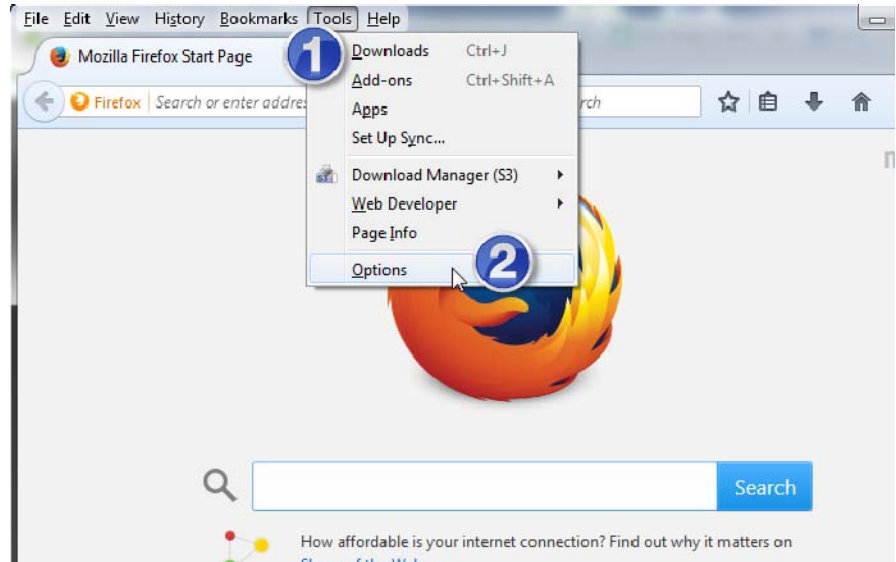 File Edit View History Bookmarks Tools Help
Mozilla Firefox Start Page
1
Downloads Ctrl+J
Add-ons Ctrl+Shift+A
Firefox Search or enter
Apps
Set Up Sync...
Download Manager (S3)
Web Developer
Page Info
Options
2
Search
How affordable is your internet connection? Find out why it matters on